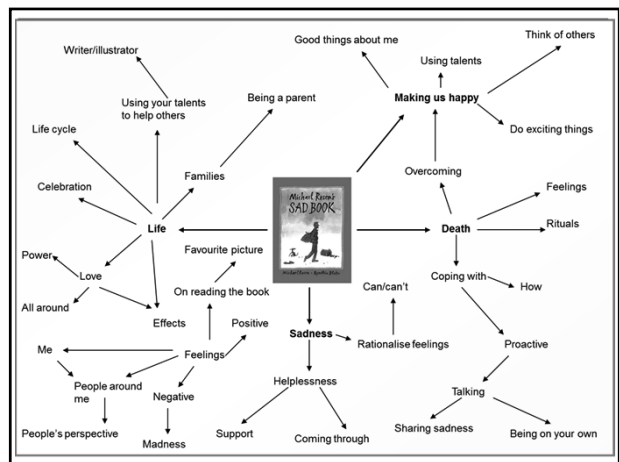 Writer/illustrator
Good things about me
Think of others
Using talents
Making us happy
Using your talents
to help others
Being a parent
Life cycle
Do exciting things
Families
Overcoming
Celebration
Feelings
Michael Rosen's
SAD BOOK
Life
Death
Rituals
Favourite picture
Power
Love
Coping with
On reading the book
Can/can't
How
All around
Effects
Positive
Sadness
Me
Feelings
Rationalise feelings
Proactive
People around
me
Negative
Helplessness
Talking
People's perspective
Madness
Support
Coming through
Sharing sadness
Being on your own